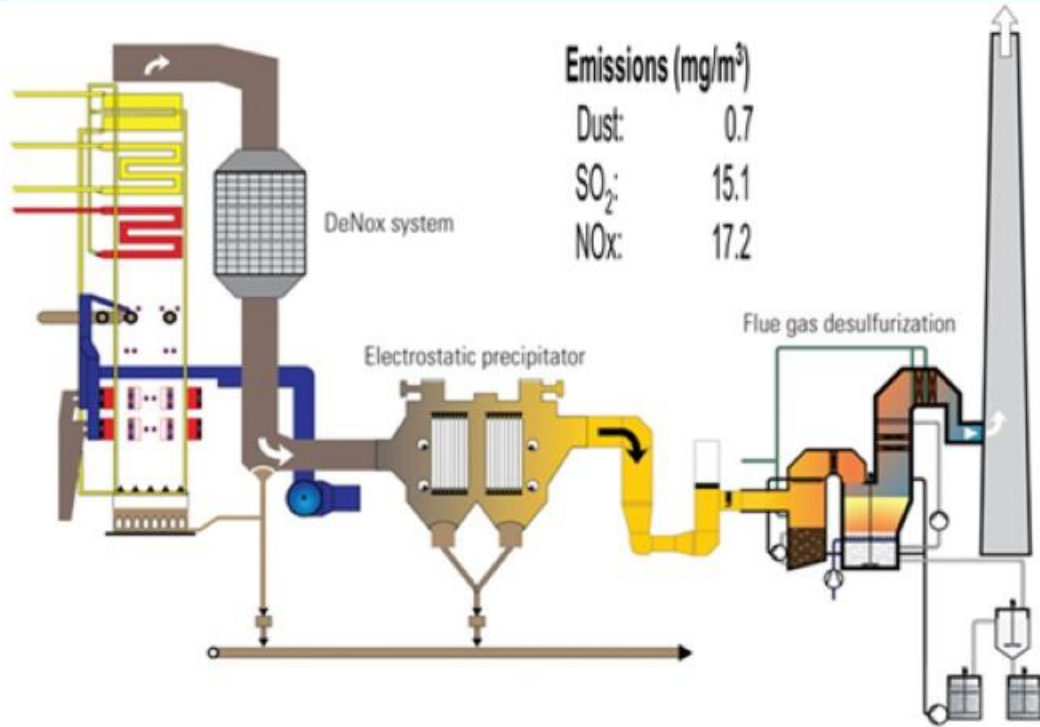 Emissions (mg/m³)
Dust: 0.7
SO₂: 15.1
NOx: 17.2
DeNox system
Flue gas desulfurization
Electrostatic precipitator